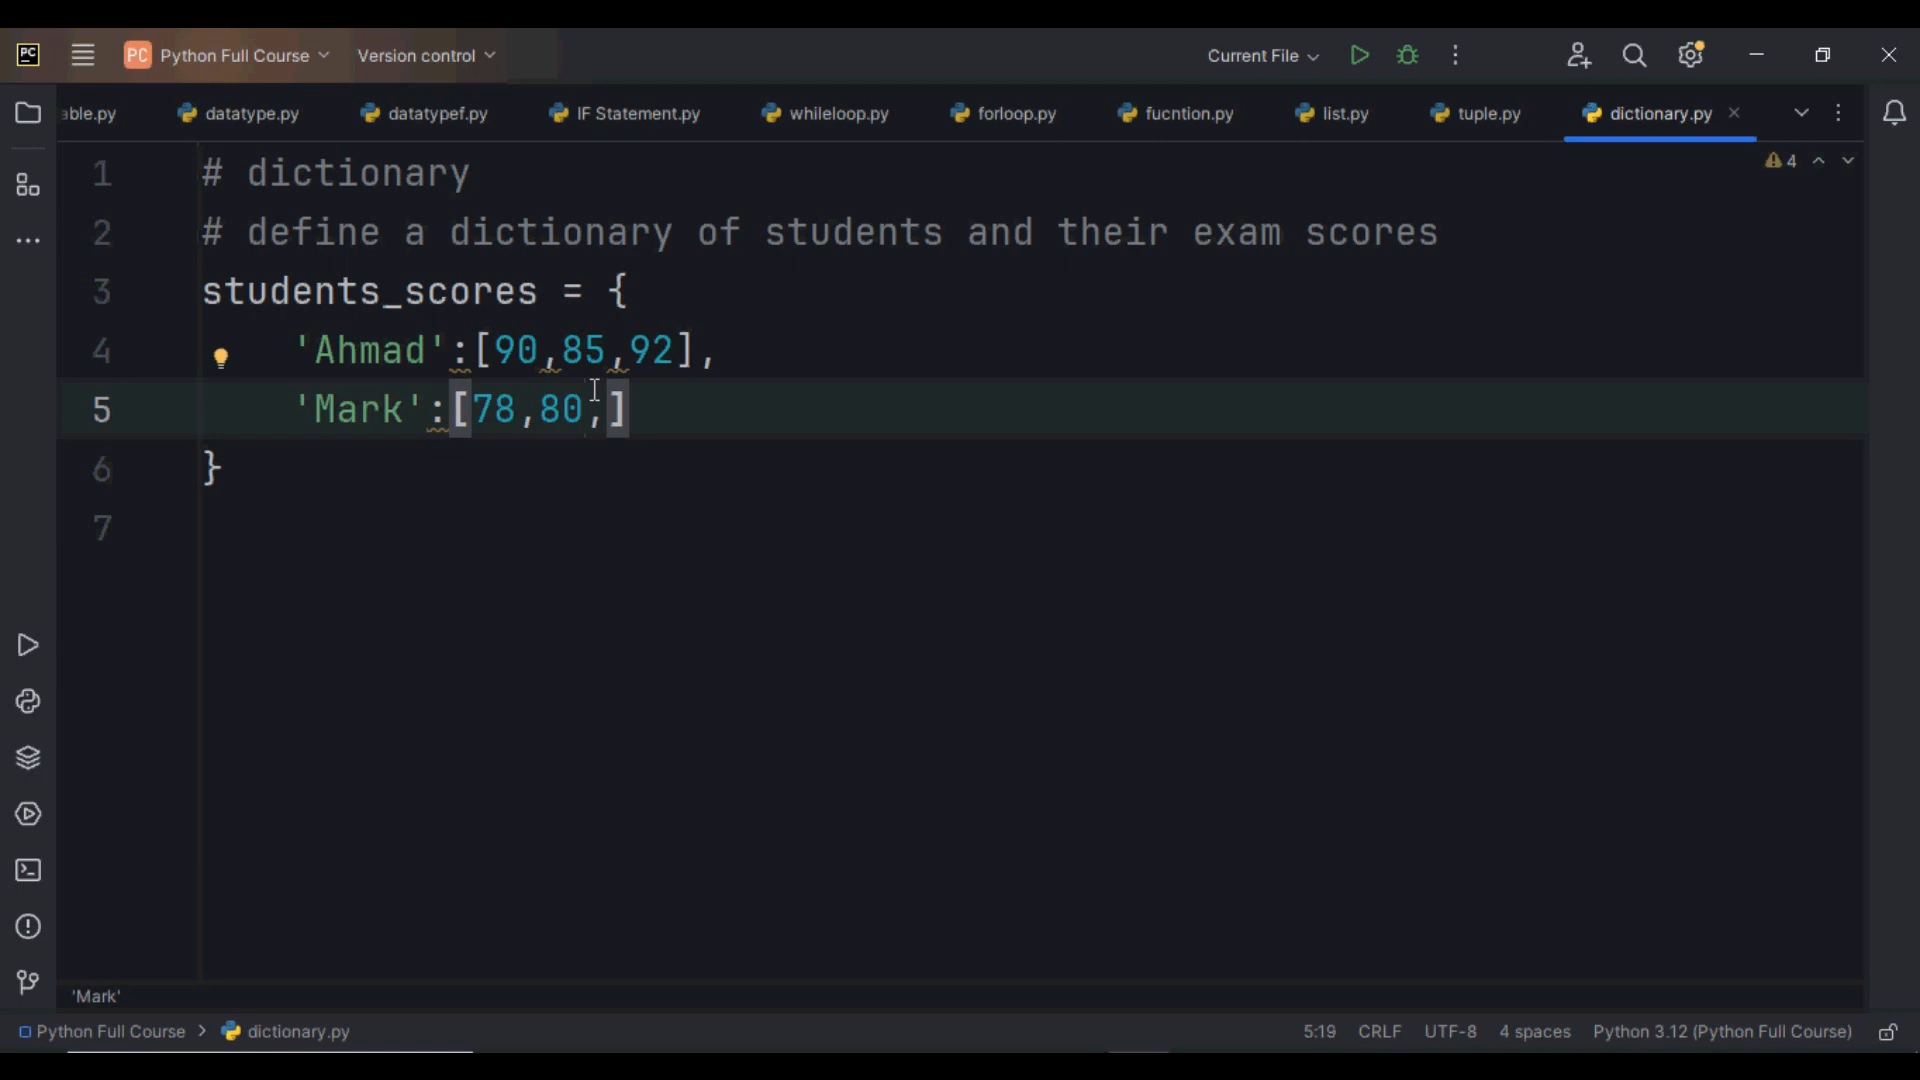 PC PC Python Full Course Version control Current File
able.py datatype.py datatypef.py IF Statement.py whileloop.py forloop.py fucntion.py list.py tuple.py dictionary.py
4
1 # dictionary
2 # define a dictionary of students and their exam scores
3 students_scores = {
4 'Ahmad':[90,85,92],
5 'Mark':[78,80,]
6 }
7
'Mark'
Python Full Course > dictionary.py 5:19 CRLF UTF-8 4 spaces Python 3.12 (Python Full Course)